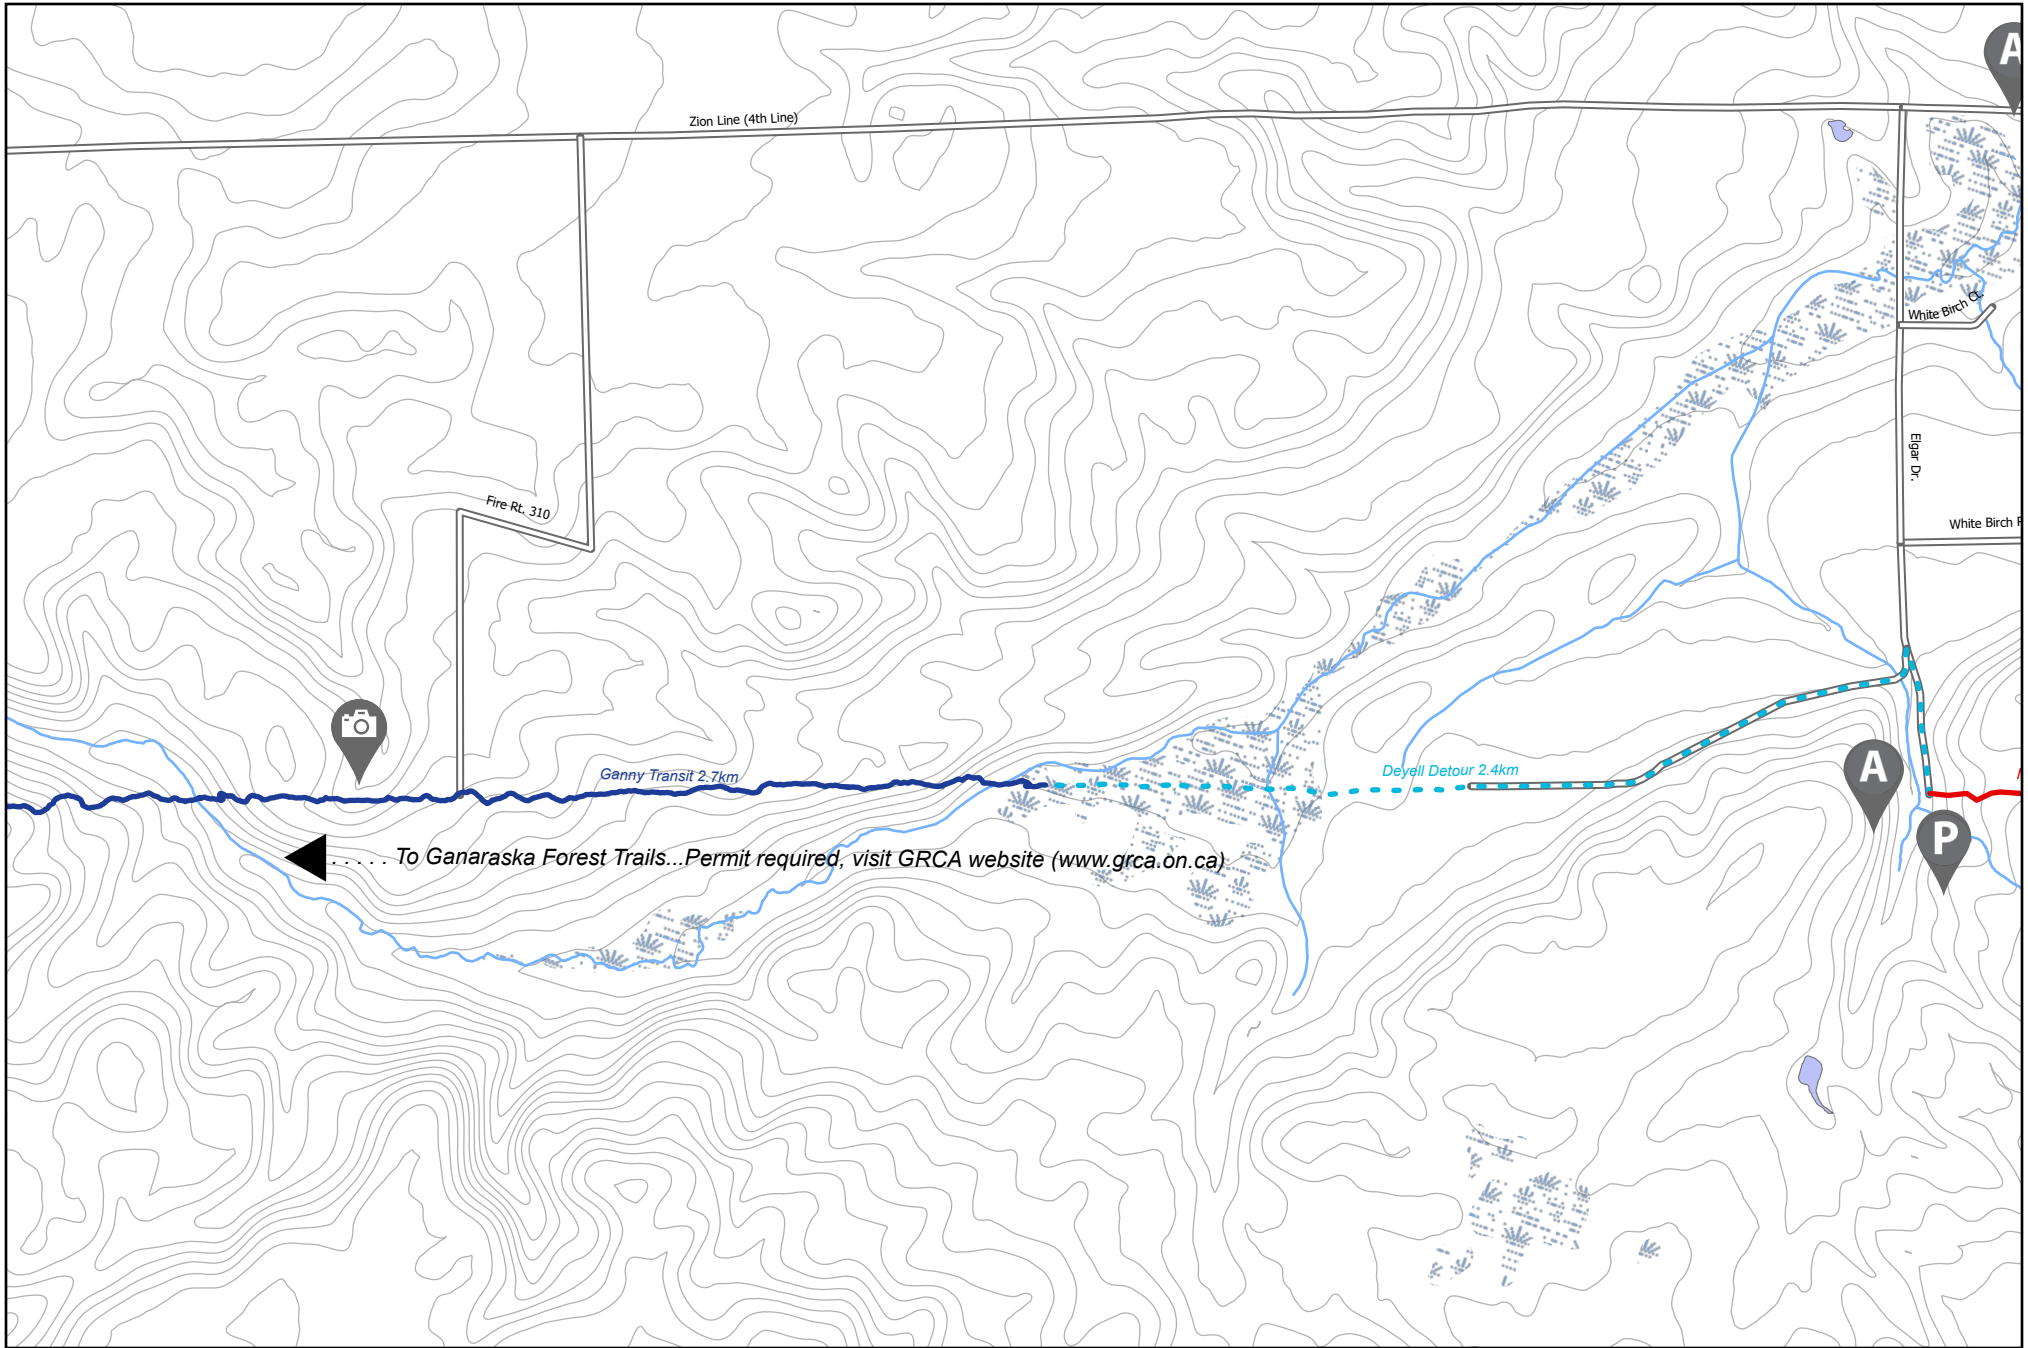 A
Zion Line (4th Line)
White Birch Ct.
Elgar Dr.
Fire Rt. 310
White Birch
Ganny Transit 2.7km
Deyell Detour 2.4km
A
P
. . . . . To Ganaraska Forest Trails...Permit required, visit GRCA website (www.grca.on.ca)